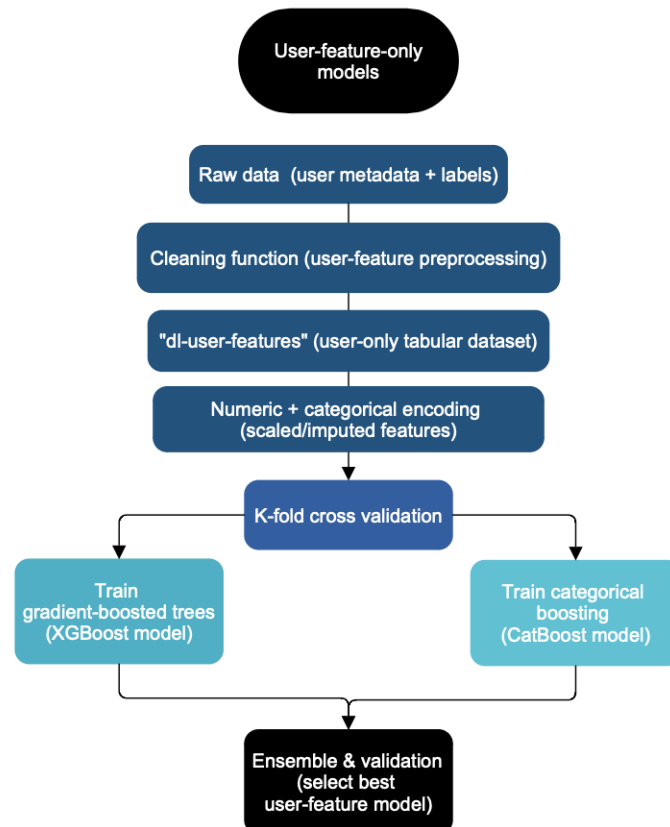 User-feature-only
models
Raw data (user metadata + labels)
Cleaning function (user-feature preprocessing)
"dl-user-features" (user-only tabular dataset)
Numeric + categorical encoding
(scaled/imputed features)
K-fold cross validation
Train
gradient-boosted trees
(XGBoost model)
Train categorical
boosting
(CatBoost model)
Ensemble & validation
(select best
user-feature model)